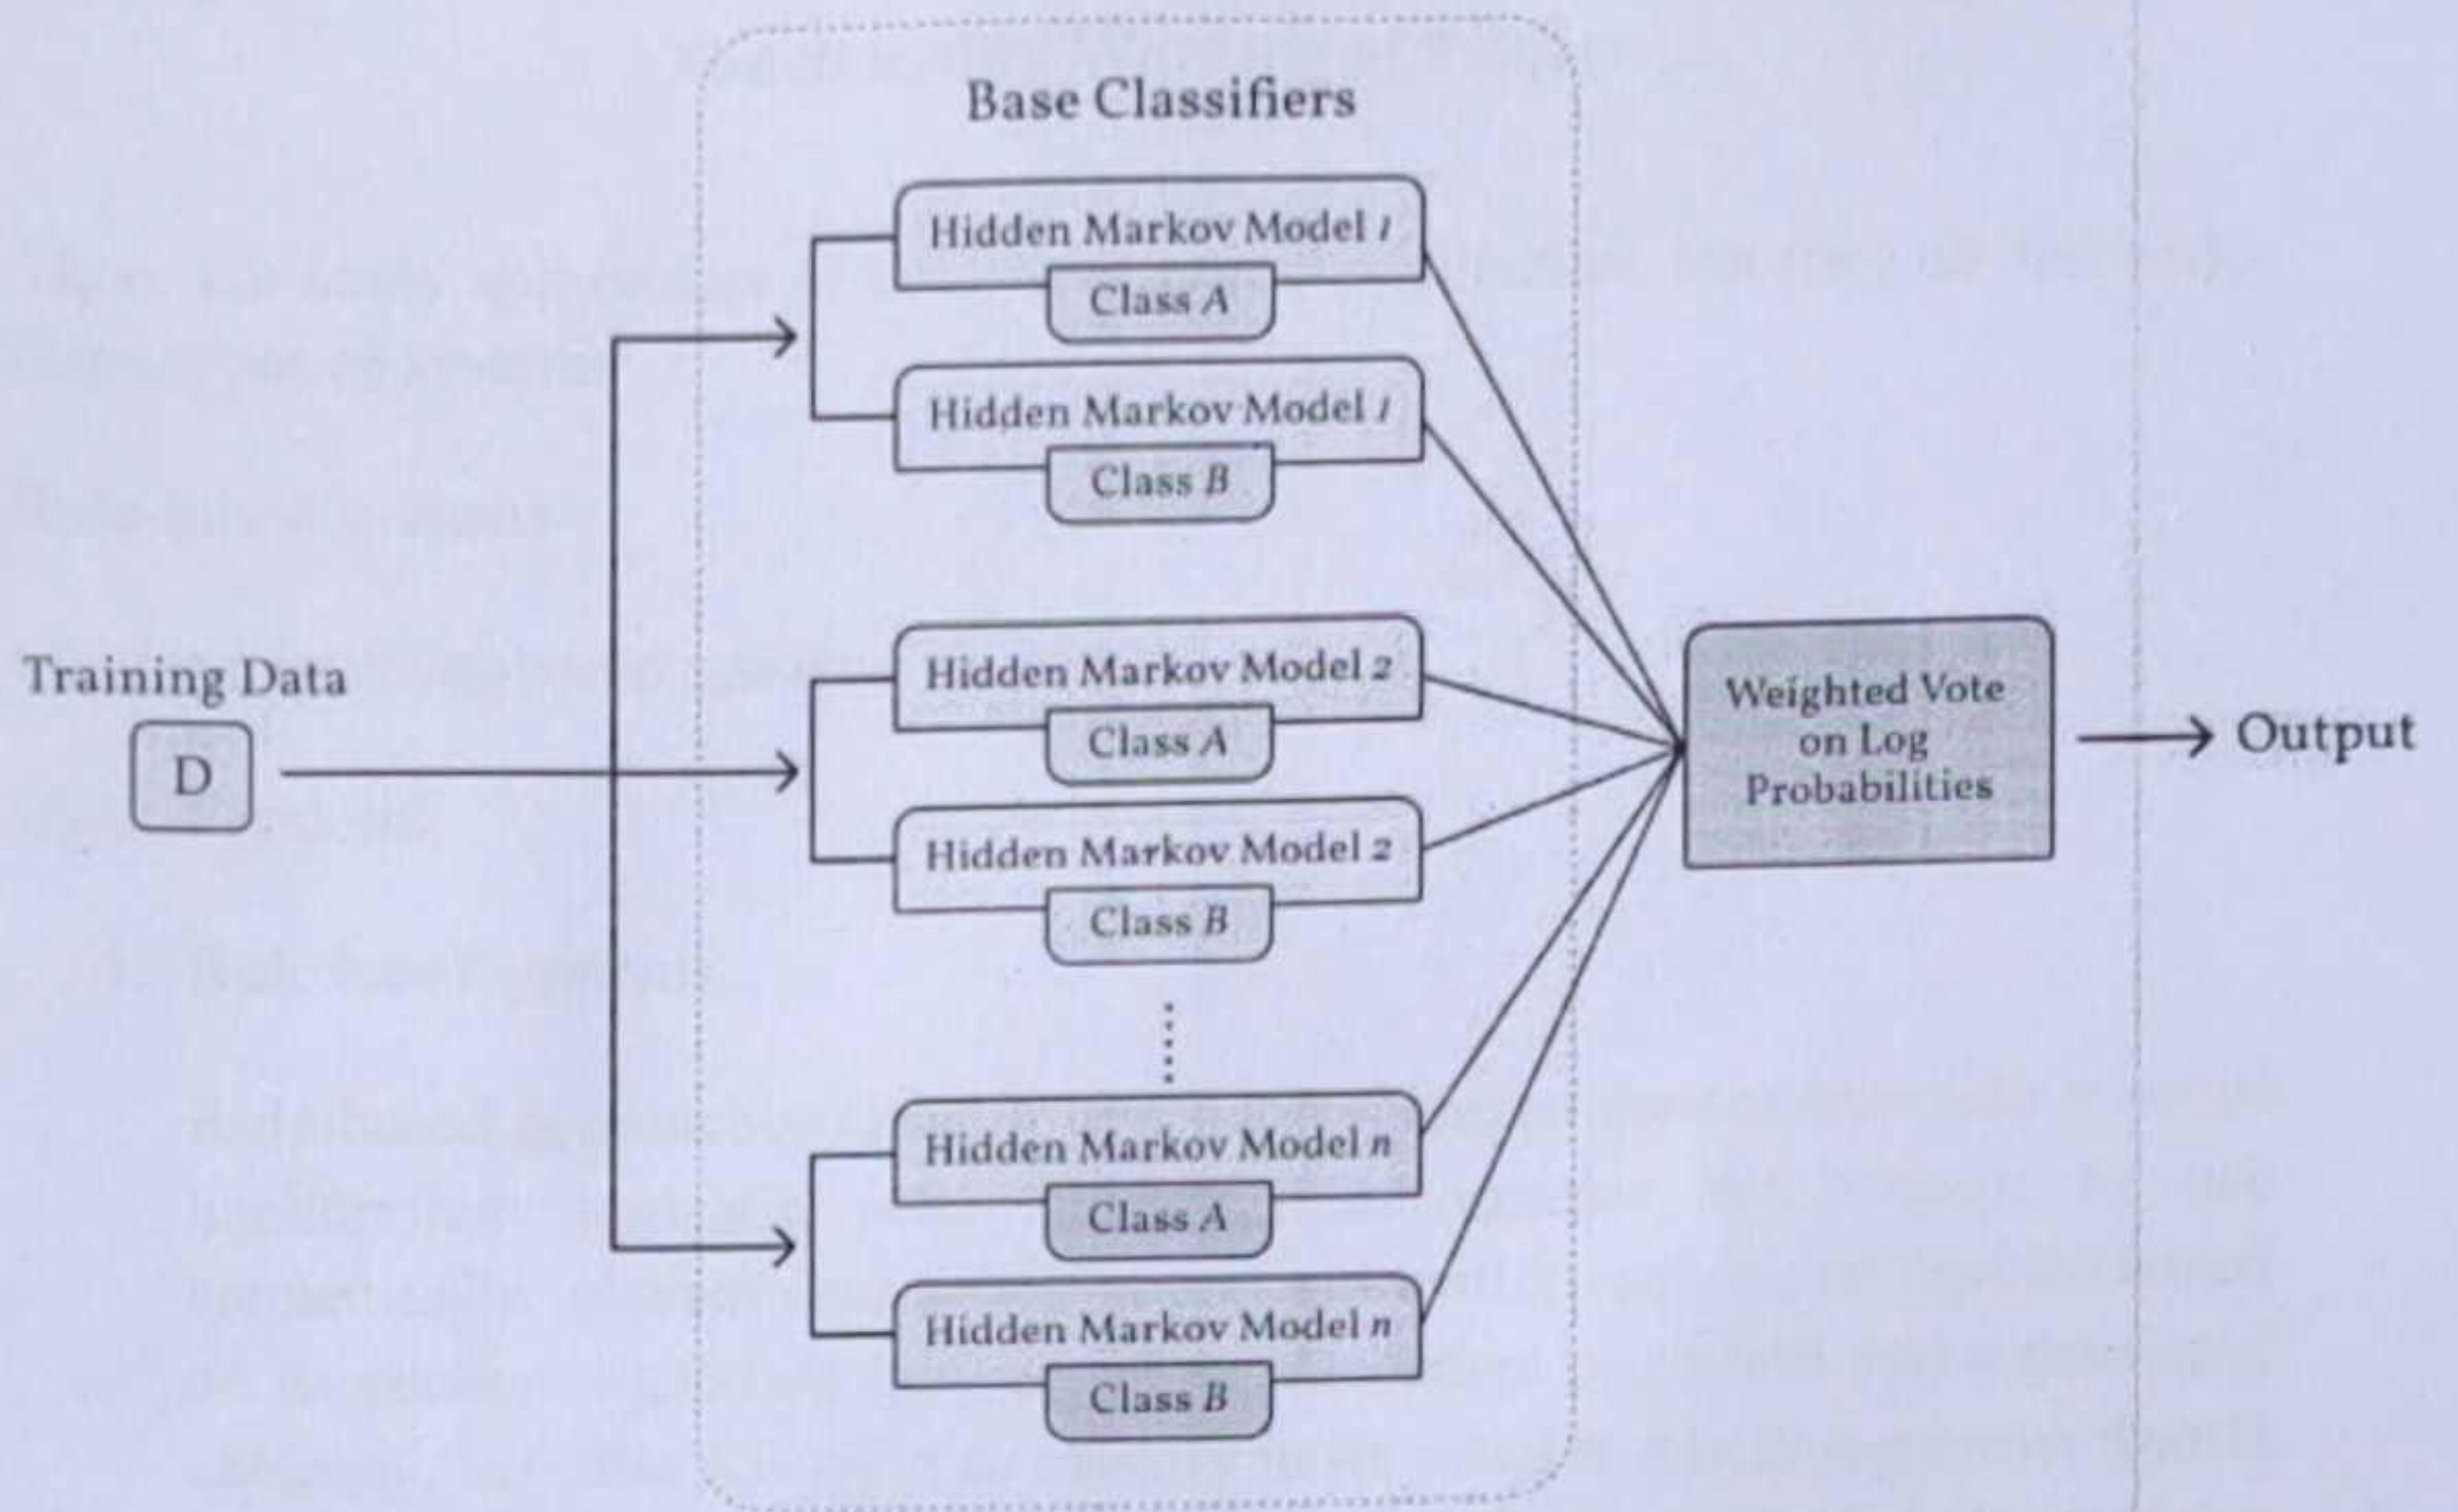 Base Classifiers
Hidden Markov Model 1
Class A
Hidden Markov Model 1
Class B
Training Data
D
Hidden Markov Model 2
Class A
Hidden Markov Model 2
Class B
Weighted Vote
on Log
Probabilities
Output
Hidden Markov Model n
Class A
Hidden Markov Model n
Class B